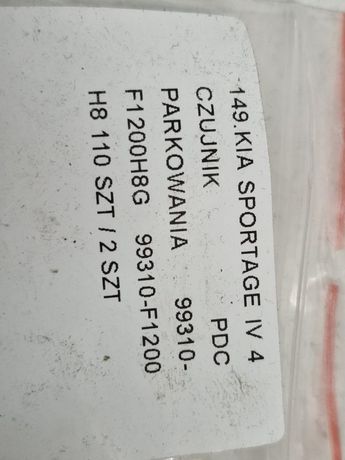 149.KIA SPORTAGE IV 4
CZUJNIK PDC
PARKOWANIA 99310-
F1200H8G 99310-F1200
H8 110 SZT / 2 SZT